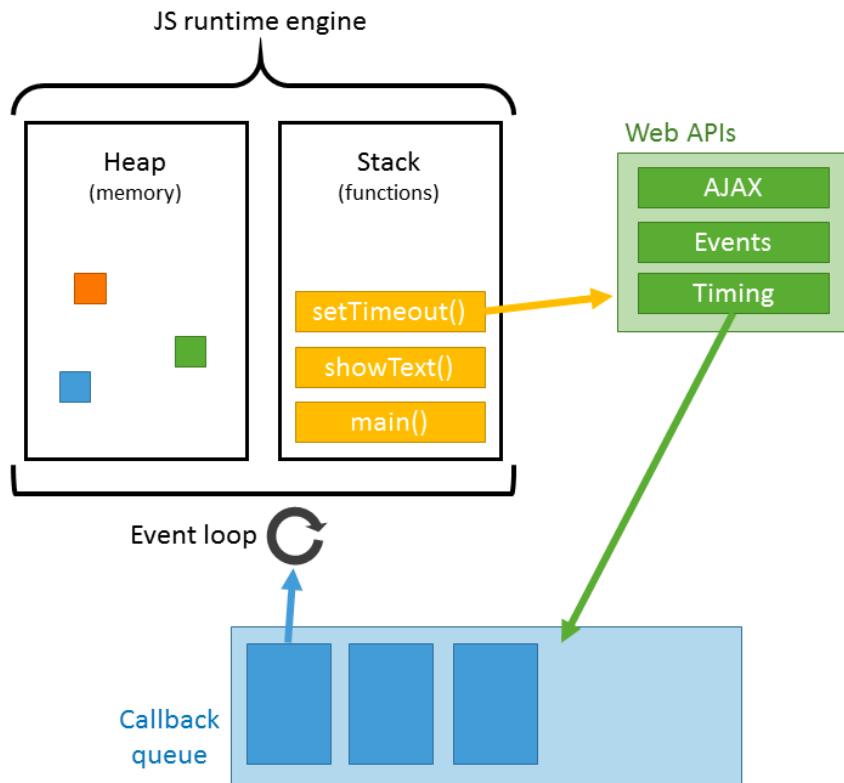 JS runtime engine
Heap
(memory)
Stack
(functions)
setTimeout()
showText()
main()
Web APIs
AJAX
Events
Timing
Event loop
Callback
queue